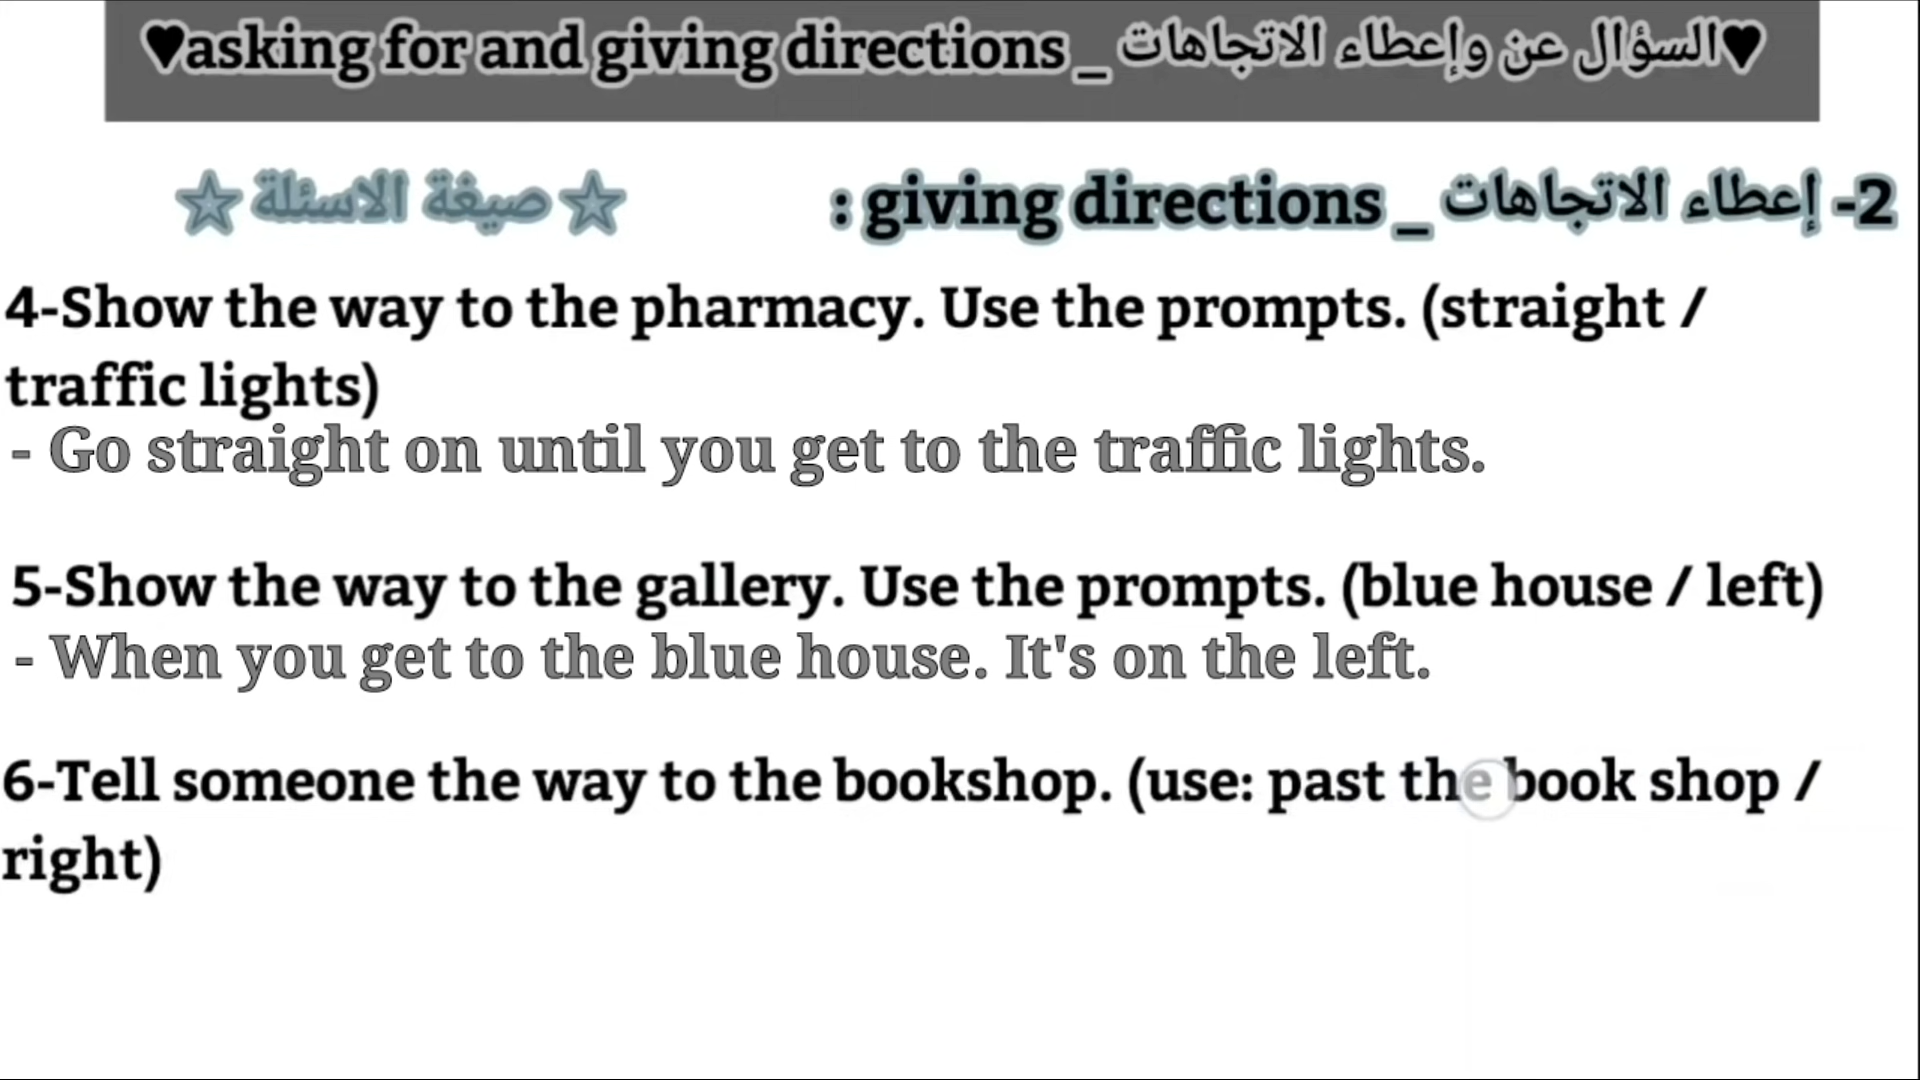 ♥asking for and giving directions _ السؤال عن وإعطاء الاتجاهات♥
2- إعطاء الاتجاهات _ giving directions :
☆ صيغة الاسئلة ☆
4-Show the way to the pharmacy. Use the prompts. (straight /
traffic lights)
- Go straight on until you get to the traffic lights.
5-Show the way to the gallery. Use the prompts. (blue house / left)
- When you get to the blue house. It's on the left.
6-Tell someone the way to the bookshop. (use: past the book shop /
right)